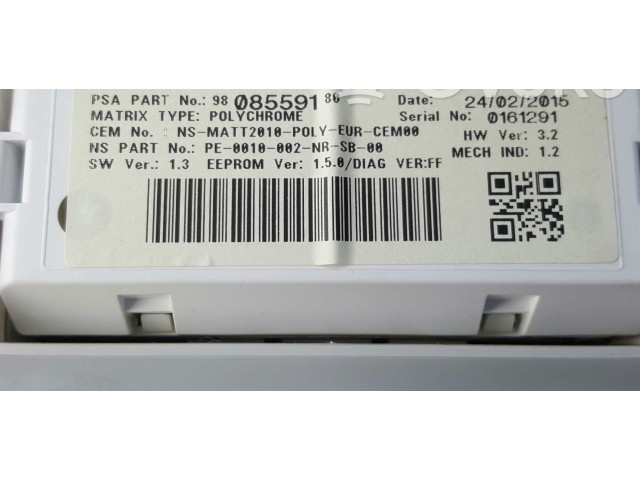 PSA PART No.: 98 085591 80 Date: 24/02/2015
MATRIX TYPE: POLYCHROME Serial No: 0161291
CEM No. : NS-MATT2010-POLY-EUR-CEM00 HW Ver: 3.2
NS PART No.: PE-0010-002-NR-SB-00 MECH IND: 1.2
SW Ver.: 1.3 EEPROM Ver: 1.5.0/DIAG VER:FF